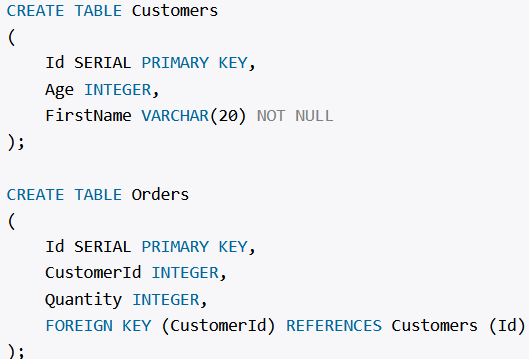 CREATE TABLE Customers
(
    Id SERIAL PRIMARY KEY,
    Age INTEGER,
    FirstName VARCHAR(20) NOT NULL
);

CREATE TABLE Orders
(
    Id SERIAL PRIMARY KEY,
    CustomerId INTEGER,
    Quantity INTEGER,
    FOREIGN KEY (CustomerId) REFERENCES Customers (Id)
);